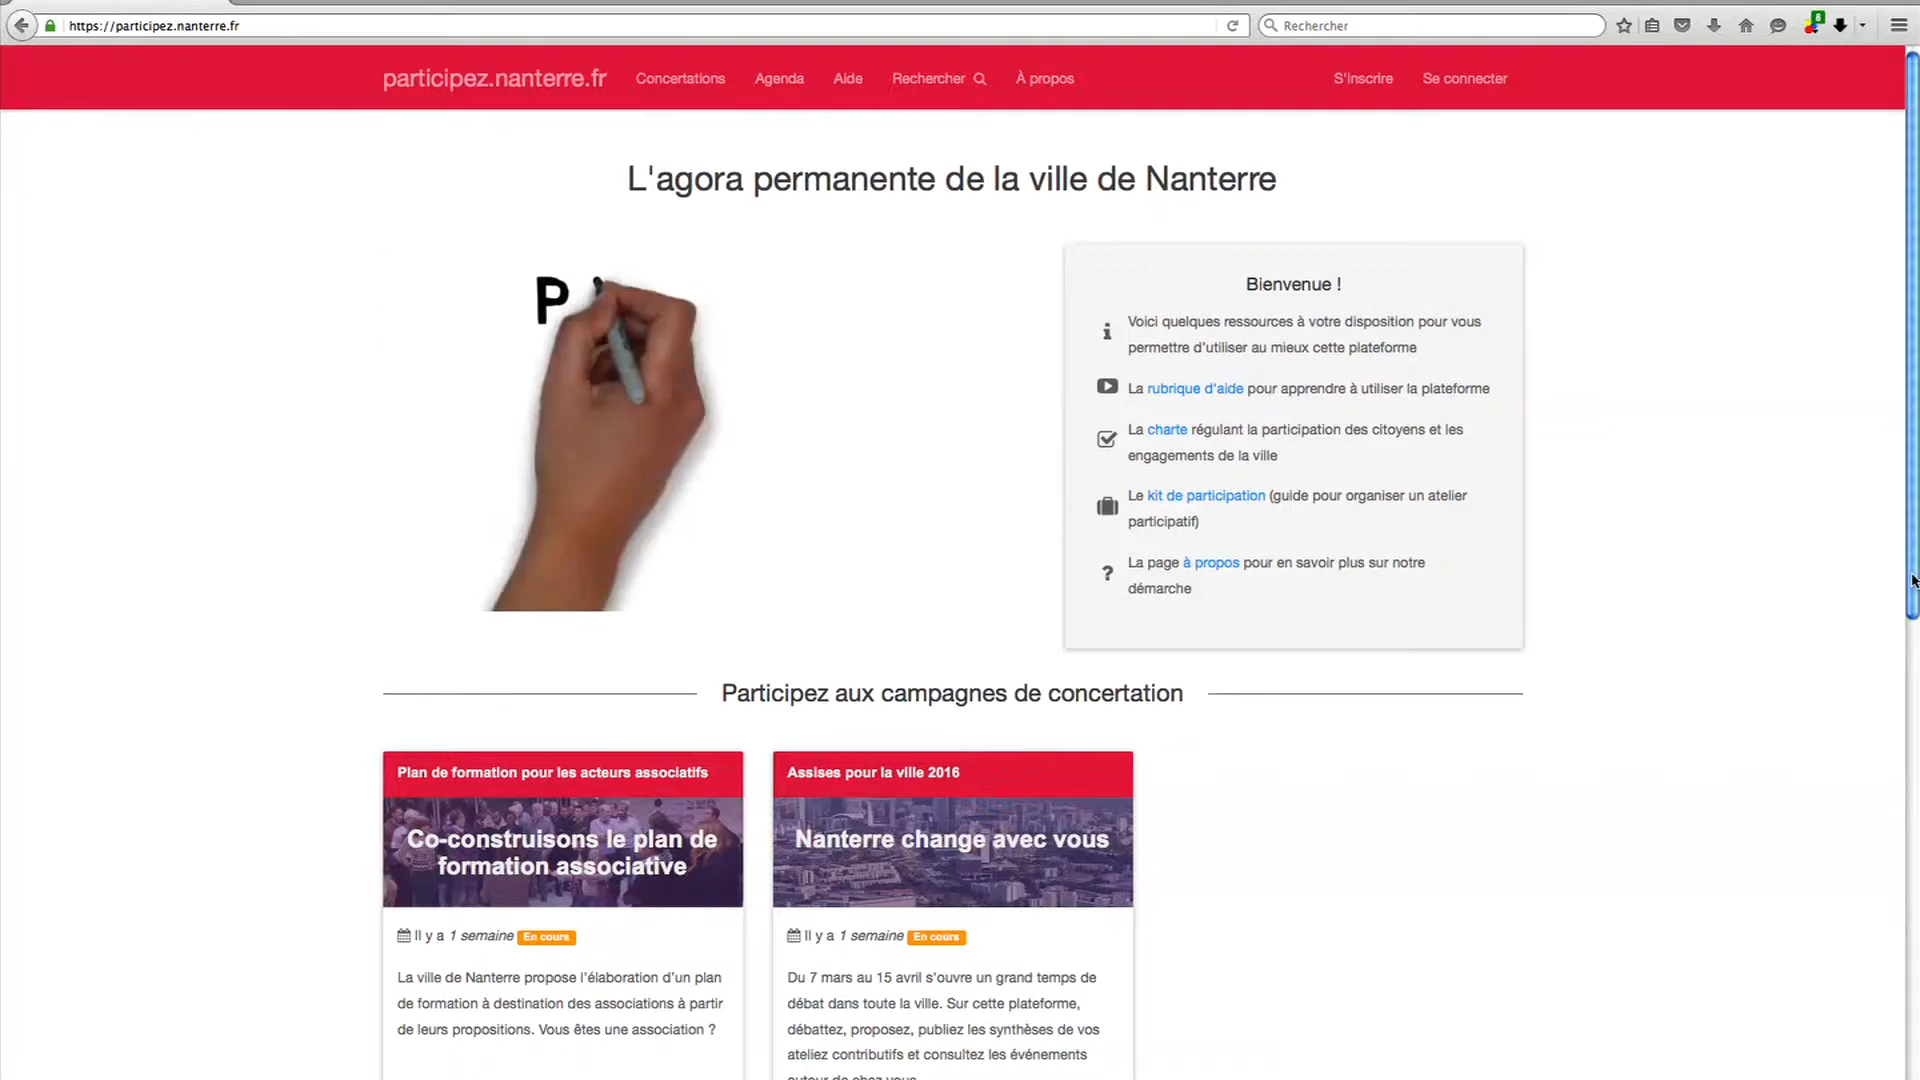 https://participez.nanterre.fr
Rechercher
8
participez.nanterre.fr Concertations Agenda Aide Rechercher À propos S'inscrire Se connecter
L'agora permanente de la ville de Nanterre
P
Bienvenue !
Voici quelques ressources à votre disposition pour vous
permettre d'utiliser au mieux cette plateforme
La rubrique d'aide pour apprendre à utiliser la plateforme
La charte régulant la participation des citoyens et les
engagements de la ville
Le kit de participation (guide pour organiser un atelier
participatif)
La page à propos pour en savoir plus sur notre
démarche
Participez aux campagnes de concertation
Plan de formation pour les acteurs associatifs
Co-construisons le plan de
formation associative
Il y a 1 semaine En cours
La ville de Nanterre propose l'élaboration d'un plan
de formation à destination des associations à partir
de leurs propositions. Vous êtes une association ?
Assises pour la ville 2016
Nanterre change avec vous
Il y a 1 semaine En cours
Du 7 mars au 15 avril s'ouvre un grand temps de
débat dans toute la ville. Sur cette plateforme,
débattez, proposez, publiez les synthèses de vos
ateliez contributifs et consultez les événements
autour de chez vous